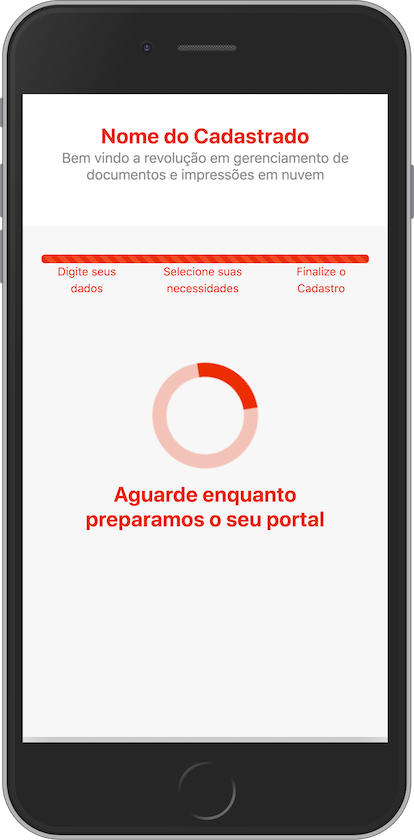 Nome do Cadastrado
Bem vindo a revolução em gerenciamento de
documentos e impressões em nuvem
Digite seus
dados
Selecione suas
necessidades
Finalize o
Cadastro
Aguarde enquanto
preparamos o seu portal